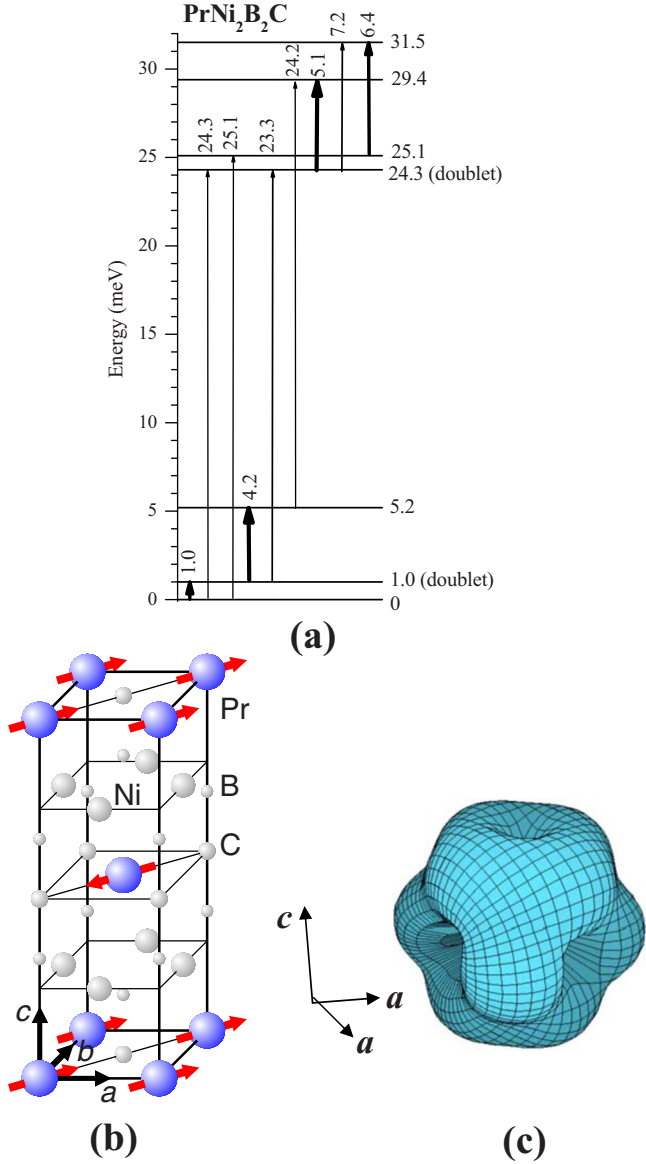 PrNi2B2C
Energy (meV)
30
25
20
15
10
5
0
1.0
24.3
25.1
4.2
23.3
24.2
5.1
7.2
6.4
31.5
29.4
25.1
24.3 (doublet)
5.2
1.0 (doublet)
0
(a)
Pr
Ni
B
C
c
b
a
(b)
c
a
a
(c)